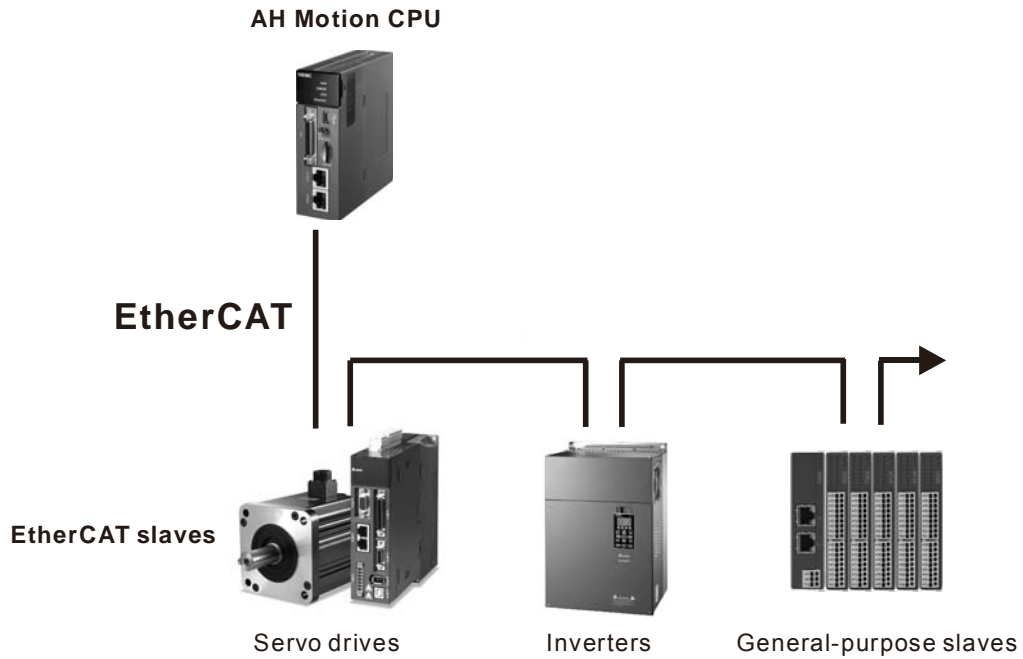 AH Motion CPU
EtherCAT
EtherCAT slaves
Servo drives
Inverters
General-purpose slaves